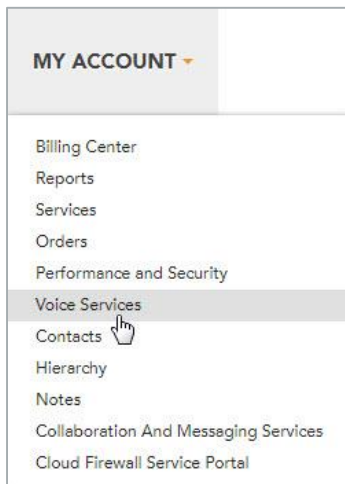 MY ACCOUNT
Billing Center
Reports
Services
Orders
Performance and Security
Voice Services
Contacts
Hierarchy
Notes
Collaboration And Messaging Services
Cloud Firewall Service Portal